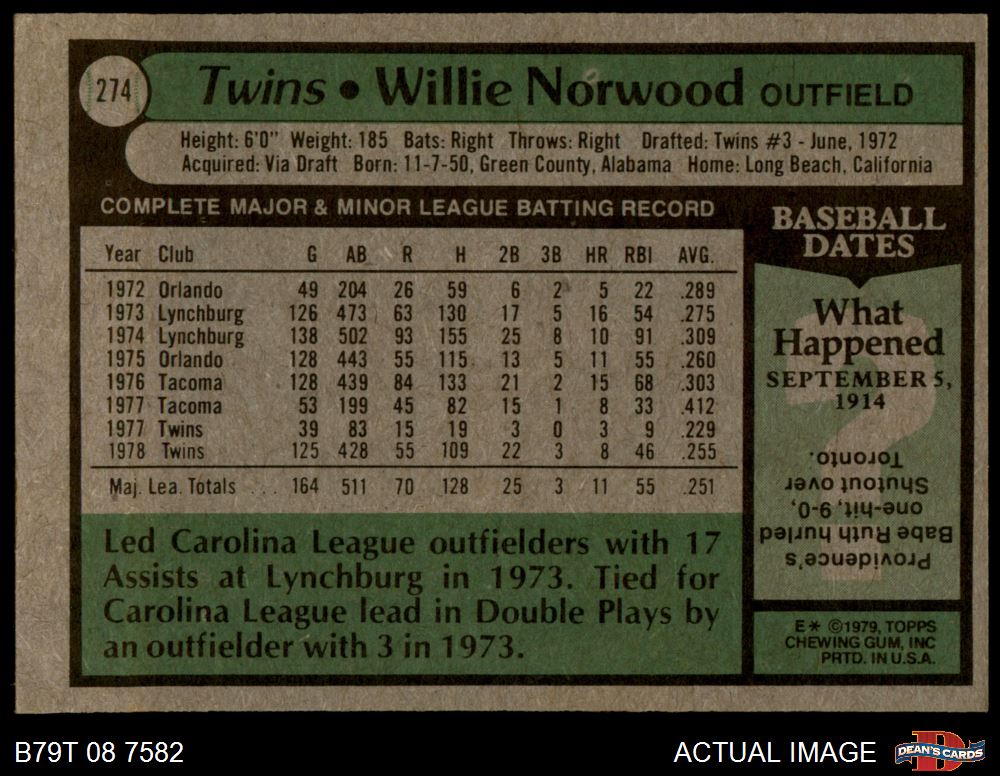 274
Twins • Willie Norwood OUTFIELD
Height: 6'0" Weight: 185 Bats: Right Throws: Right Drafted: Twins #3 - June, 1972
Acquired: Via Draft Born: 11-7-50, Green County, Alabama Home: Long Beach, California
COMPLETE MAJOR & MINOR LEAGUE BATTING RECORD
Year Club G AB R H 2B 3B HR RBI AVG.
1972 Orlando 49 204 26 59 6 2 5 22 .289
1973 Lynchburg 126 473 63 130 17 5 16 54 .275
1974 Lynchburg 138 502 93 155 25 8 10 91 .309
1975 Orlando 128 443 55 115 13 5 11 55 .260
1976 Tacoma 128 439 84 133 21 2 15 68 .303
1977 Tacoma 53 199 45 82 15 1 8 33 .412
1977 Twins 39 83 15 19 3 0 3 9 .229
1978 Twins 125 428 55 109 22 3 8 46 .255
Maj. Lea. Totals ... 164 511 70 128 25 3 11 55 .251
Led Carolina League outfielders with 17
Assists at Lynchburg in 1973. Tied for
Carolina League lead in Double Plays by
an outfielder with 3 in 1973.
BASEBALL
DATES
What
Happened
SEPTEMBER 5,
1914
Providence's
Babe Ruth hurled
one-hit, 9-0,
Shutout over
Toronto.
E* ©1979, TOPPS
CHEWING GUM, INC
PRTD. IN U.S.A.
B79T 08 7582
ACTUAL IMAGE
D
DEAN'S CARDS